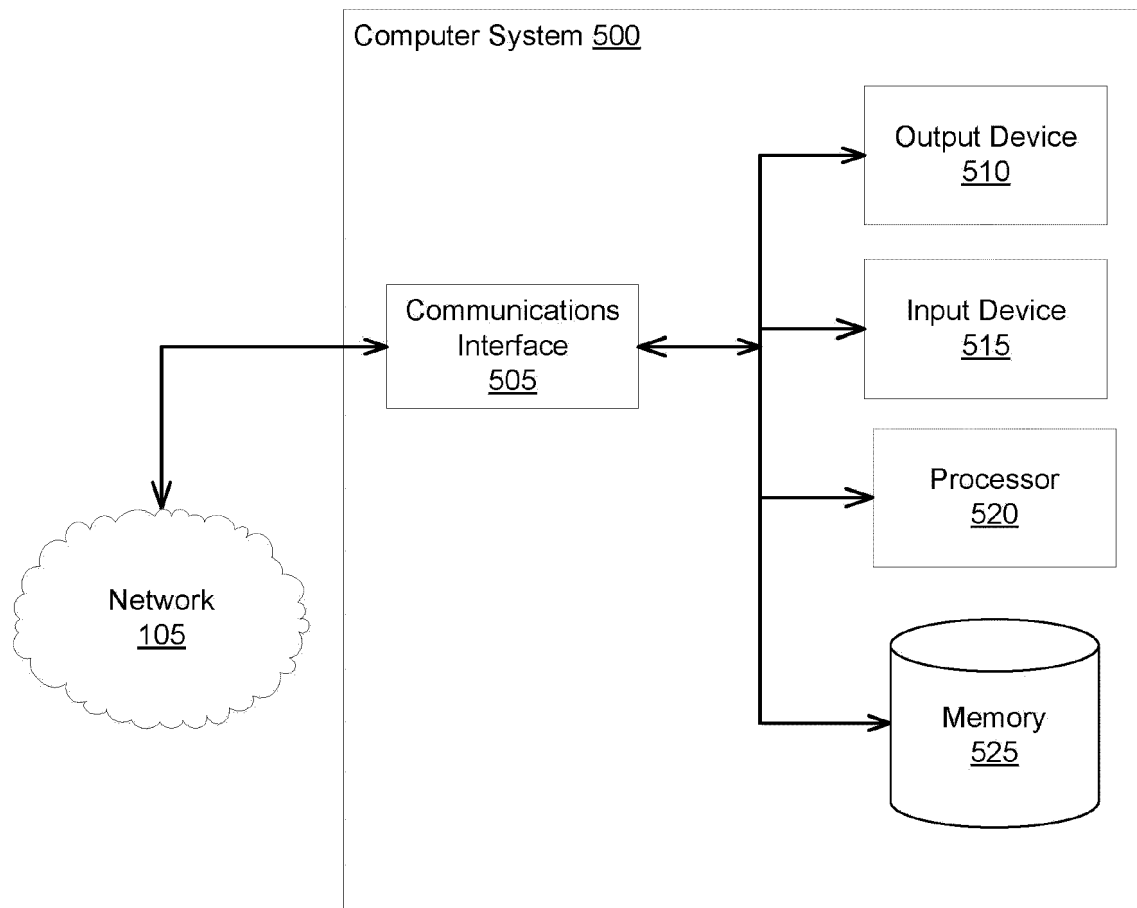 Computer System 500
Output Device
510
Communications
Interface
505
Input Device
515
Processor
520
Network
105
Memory
525